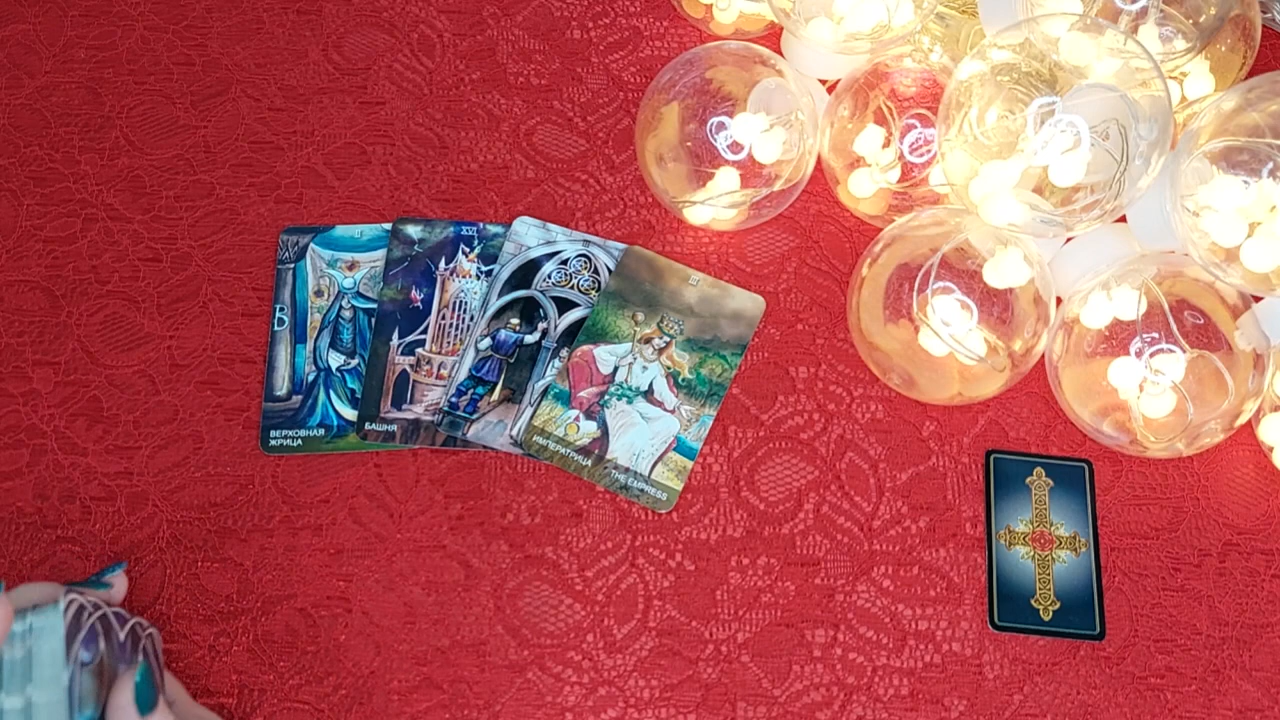 II
B
ВЕРХОВНАЯ
ЖРИЦА
XVI
БАШНЯ
III
III
ИМПЕРАТРИЦА
THE EMPRESS